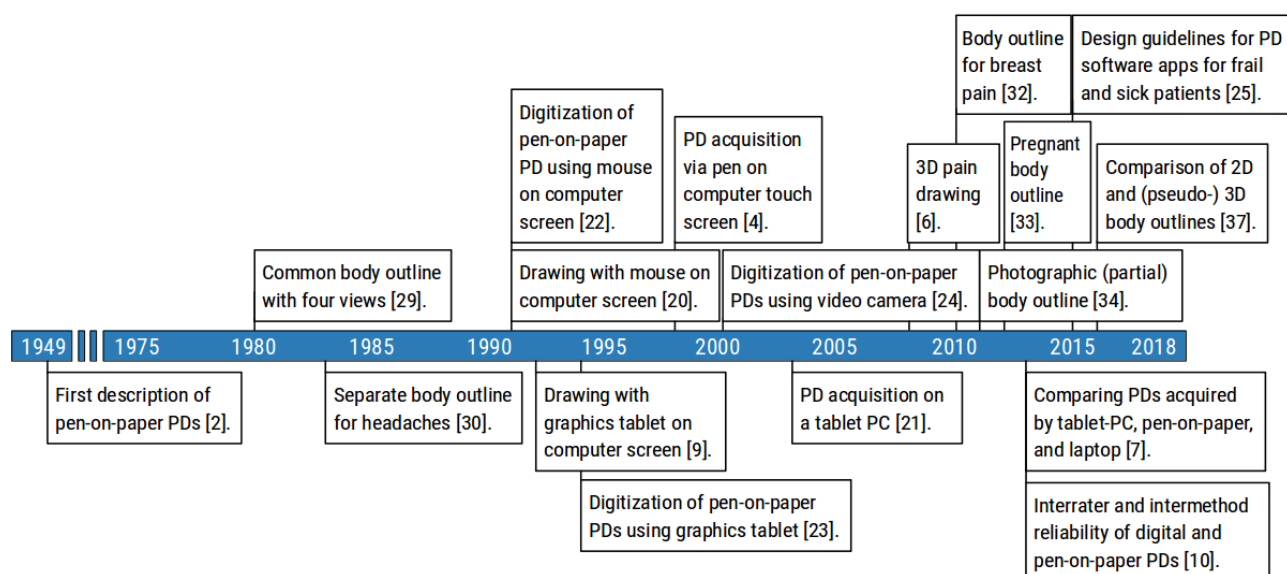 Body outline
for breast
pain [32].
Design guidelines for PD
software apps for frail
and sick patients [25].
Digitization of
pen-on-paper
PD using mouse
on computer
screen [22].
PD acquisition
via pen on
computer touch
screen [4].
3D pain
drawing
[6].
Pregnant
body
outline
[33].
Comparison of 2D
and (pseudo-) 3D
body outlines [37].
Common body outline
with four views [29].
Drawing with mouse on
computer screen [20].
Digitization of pen-on-paper
PDs using video camera [24].
Photographic (partial)
body outline [34].
1949 1975 1980 1985 1990 1995 2000 2005 2010 2015 2018
First description of
pen-on-paper PDs [2].
Separate body outline
for headaches [30].
Drawing with
graphics tablet on
computer screen [9].
PD acquisition on
a tablet PC [21].
Comparing PDs acquired
by tablet-PC, pen-on-paper,
and laptop [7].
Digitization of pen-on-paper
PDs using graphics tablet [23].
Interrater and intermethod
reliability of digital and
pen-on-paper PDs [10].